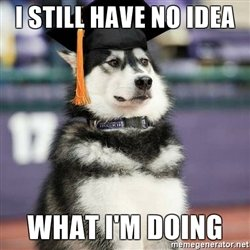 I STILL HAVE NO IDEA
17
WHAT I'M DOING
memegenerator.net